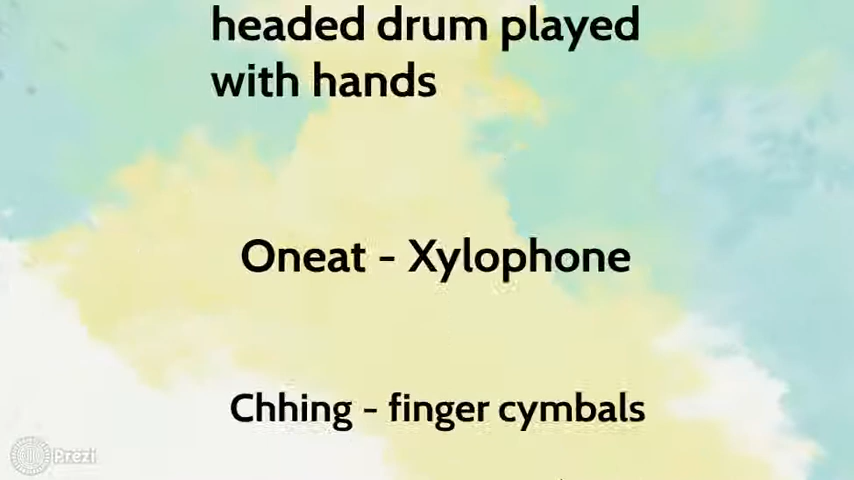 headed drum played
with hands
Oneat - Xylophone
Chhing - finger cymbals
Prezi